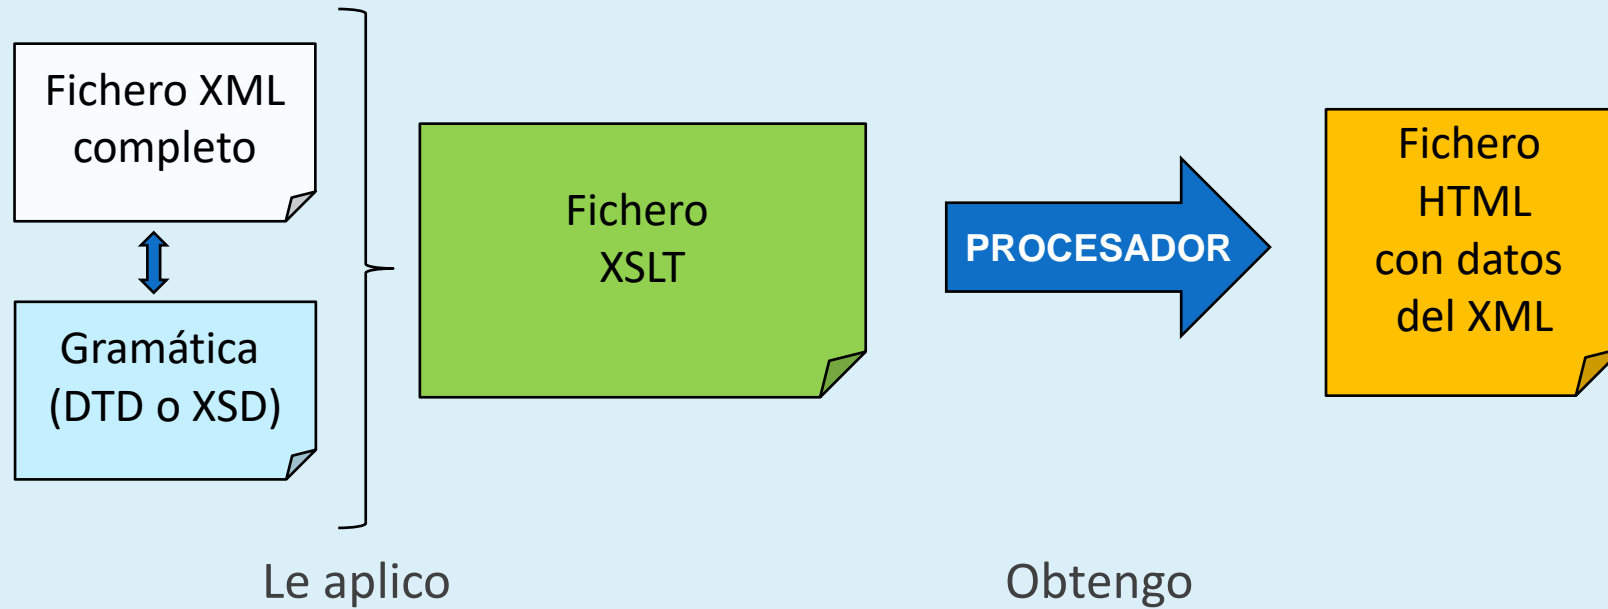 Fichero XML
completo
Gramática
(DTD o XSD)
Le aplico
Fichero
XSLT
PROCESADOR
Obtengo
Fichero
HTML
con datos
del XML